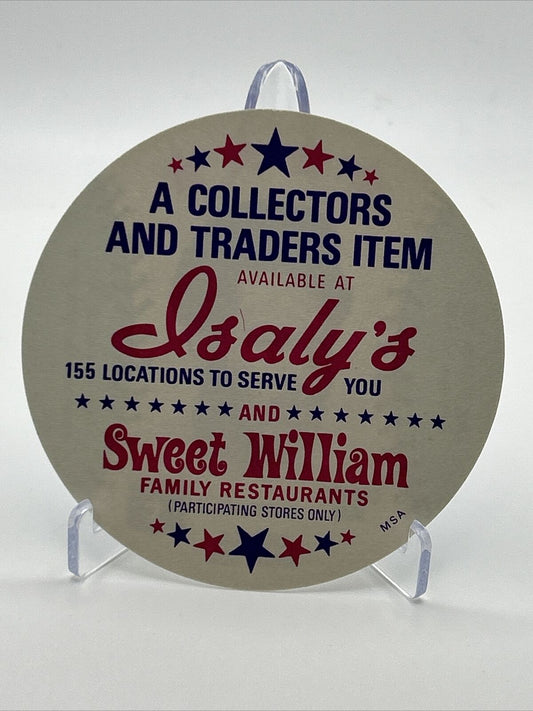 A COLLECTORS
AND TRADERS ITEM
AVAILABLE AT
Isaly's
155 LOCATIONS TO SERVE YOU
AND
Sweet William
FAMILY RESTAURANTS
(PARTICIPATING STORES ONLY)
MSA